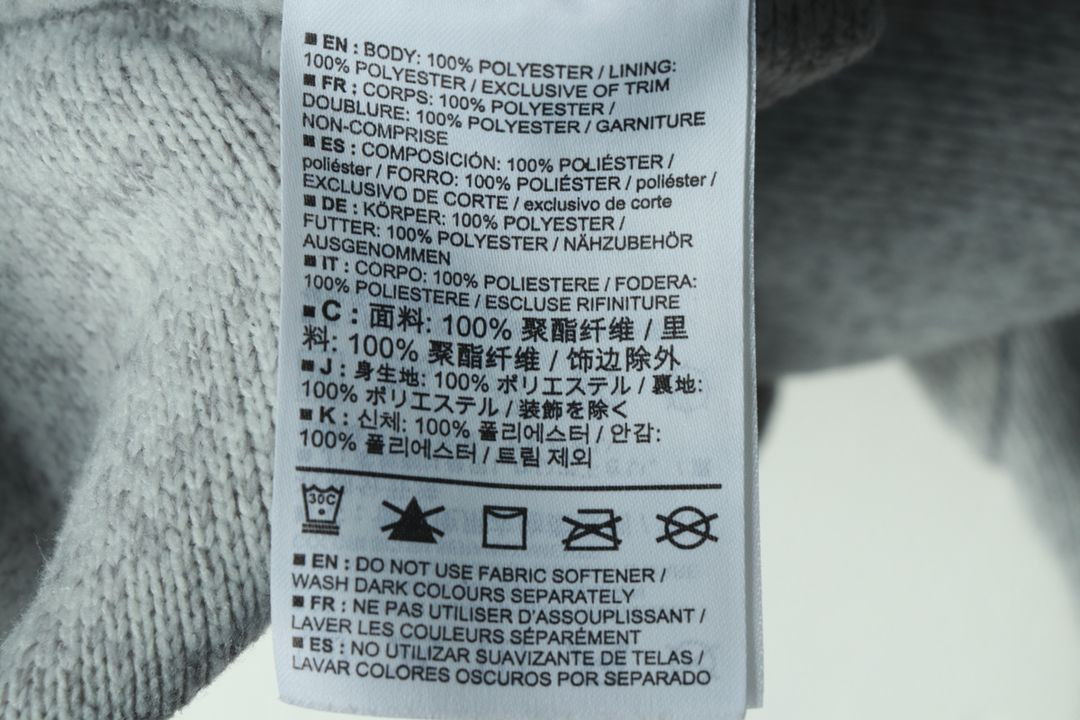 ■ EN : BODY: 100% POLYESTER / LINING:
100% POLYESTER / EXCLUSIVE OF TRIM
■ FR : CORPS: 100% POLYESTER /
DOUBLURE: 100% POLYESTER / GARNITURE
NON-COMPRISE
■ ES : COMPOSICIÓN: 100% POLIÉSTER /
poliéster / FORRO: 100% POLIÉSTER / poliéster /
EXCLUSIVO DE CORTE / exclusivo de corte
■ DE : KÖRPER: 100% POLYESTER /
FUTTER: 100% POLYESTER / NÄHZUBEHÖR
AUSGENOMMEN
■ IT : CORPO: 100% POLIESTERE / FODERA:
100% POLIESTERE / ESCLUSE RIFINITURE
■ C : 面料: 100% 聚酯纤维 / 里
料: 100% 聚酯纤维 / 饰边除外
■ J : 身生地: 100% ポリエステル / 裏地:
100% ポリエステル / 装飾を除く
■ K : 신체: 100% 폴리에스터 / 안감:
100% 폴리에스터 / 트림 제외
30C
■ EN : DO NOT USE FABRIC SOFTENER /
WASH DARK COLOURS SEPARATELY
■ FR : NE PAS UTILISER D'ASSOUPLISSANT /
LAVER LES COULEURS SÉPARÉMENT
■ ES : NO UTILIZAR SUAVIZANTE DE TELAS /
LAVAR COLORES OSCUROS POR SEPARADO